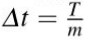 Δt = T/m